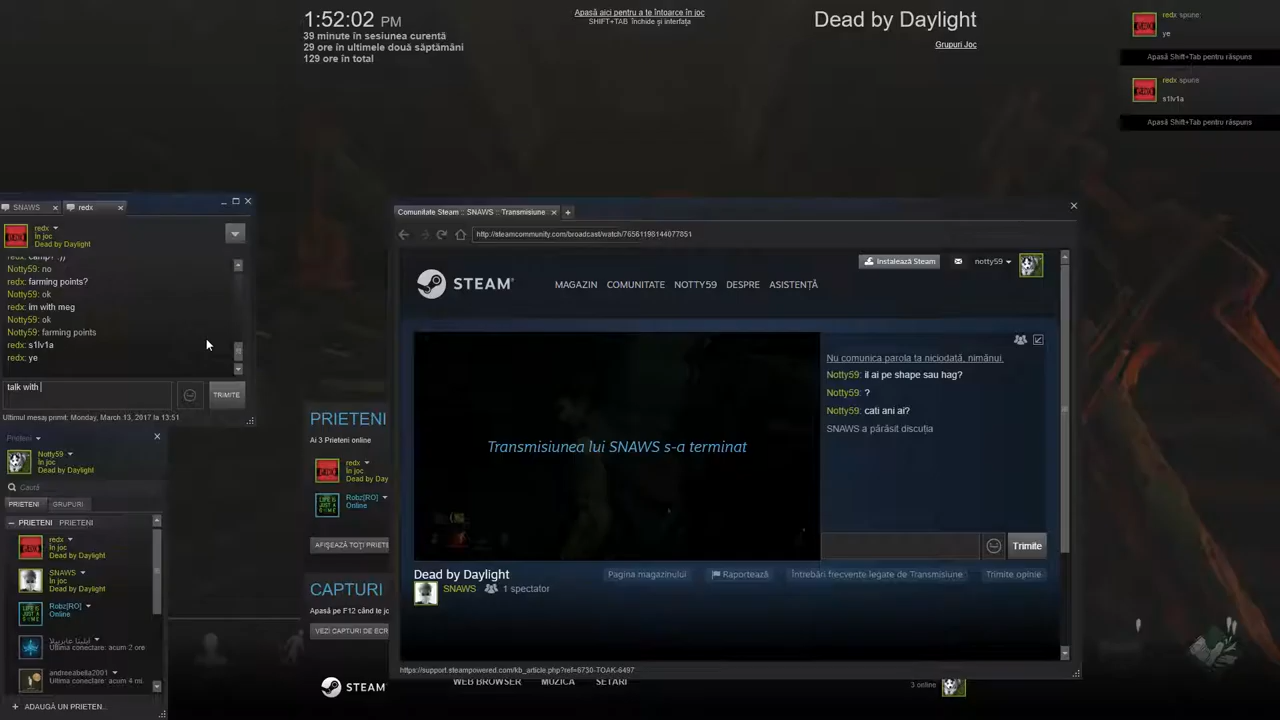 1:52:02 PM
39 minute în sesiunea curentă
29 ore în ultimele două săptămâni
129 ore în total
Apasă aici pentru a te întoarce în joc
SHIFT+TAB închide și interfața
Dead by Daylight
Grupuri Joc
redx spune:
ye
Apasă Shift+Tab pentru răspuns
redx spune
s1lv1a
Apasă Shift+Tab pentru răspuns
SNAWS
redx
redx
În joc
Dead by Daylight
Notty59: no
redx: farming points?
Notty59: ok
redx: im with meg
Notty59: ok
Notty59: farming points
redx: s1lv1a
redx: ye
talk with
TRIMITE
Ultimul mesaj primit: Monday, March 13, 2017 la 13:51
Prieteni
Notty59
În joc
Dead by Daylight
Caută
PRIETENI GRUPURI
PRIETENI PRIETENI
redx
În joc
Dead by Daylight
SNAWS
În joc
Dead by Daylight
Robz[RO]
Online
Ultima conectare: acum 2 ore
andreeabella2001
Ultima conectare: acum 4 mi.
+ ADAUGĂ UN PRIETEN...
PRIETENI
Ai 3 Prieteni online
redx
În joc
Dead by Day
Robz[RO]
Online
AFIȘEAZĂ TOȚI PRIETE
CAPTURI
Apasă pe F12 când te jo
VEZI CAPTURI DE ECR
STEAM
WEB BROWSER
MUZICĂ
SETĂRI
3 online
Comunitate Steam :: SNAWS :: Transmisiune
http://steamcommunity.com/broadcast/watch/76561198144077851
Instalează Steam
notty59
STEAM
MAGAZIN COMUNITATE NOTTY59 DESPRE ASISTENȚĂ
Transmisiunea lui SNAWS s-a terminat
Nu comunica parola ta niciodată, nimănui.
Notty59: il ai pe shape sau hag?
Notty59: ?
Notty59: cati ani ai?
SNAWS a părăsit discuția
Trimite
Dead by Daylight
SNAWS
1 spectator
Pagina magazinului
Raportează
Întrebări frecvente legate de Transmisiune
Trimite opinie
https://support.steampowered.com/kb_article.php?ref=8730-TOAK-6497